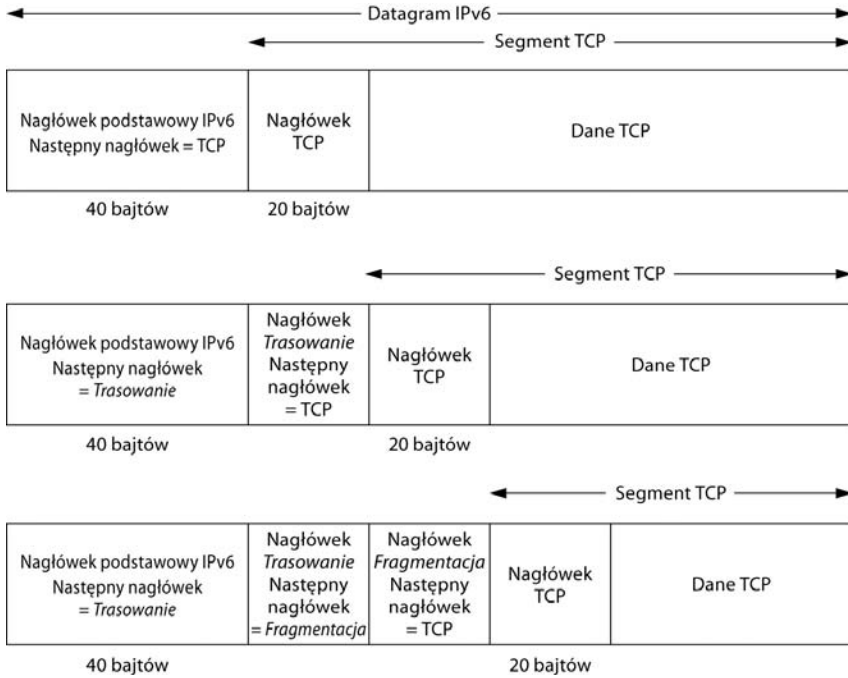 Datagram IPv6
Segment TCP
Nagłówek podstawowy IPv6
Następny nagłówek = TCP
Nagłówek
TCP
Dane TCP
40 bajtów
20 bajtów
Segment TCP
Nagłówek podstawowy IPv6
Następny nagłówek
= Trasowanie
Nagłówek
Trasowanie
Następny
nagłówek
= TCP
Nagłówek
TCP
Dane TCP
40 bajtów
20 bajtów
Segment TCP
Nagłówek podstawowy IPv6
Następny nagłówek
= Trasowanie
Nagłówek
Trasowanie
Następny
nagłówek
= Fragmentacja
Nagłówek
Fragmentacja
Następny
nagłówek
= TCP
Nagłówek
TCP
Dane TCP
40 bajtów
20 bajtów